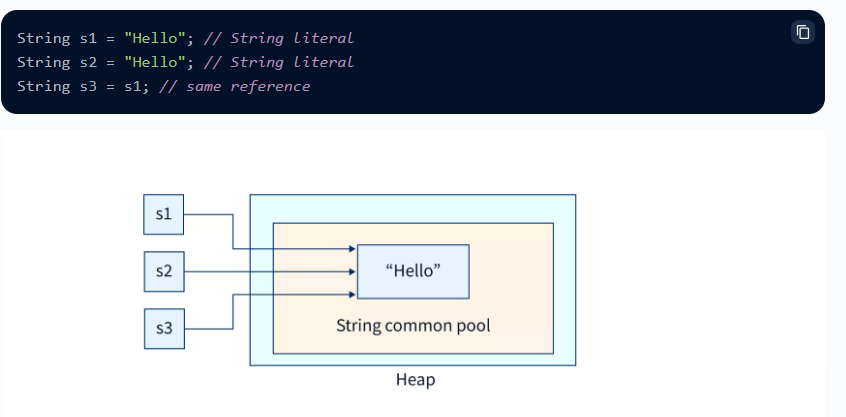 String s1 = "Hello"; // String literal
String s2 = "Hello"; // String literal
String s3 = s1; // same reference
s1
s2
“Hello”
s3
String common pool
Heap